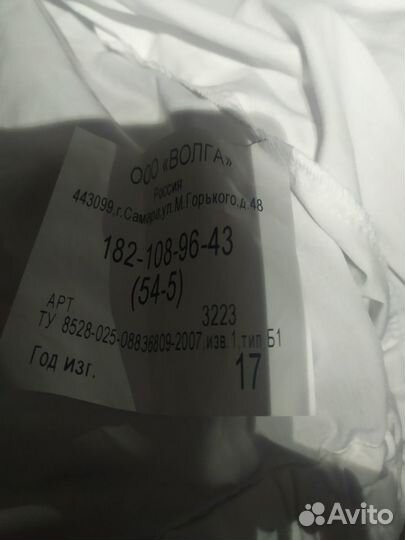 ООО «ВОЛГА»
Россия
443099,г.Самара,ул.М.Горького,д.48
182-108-96-43
(54-5)
АРТ 3223
ТУ 8528-025-08836809-2007,изв.1,тип Б1
Год изг. 17
Avito